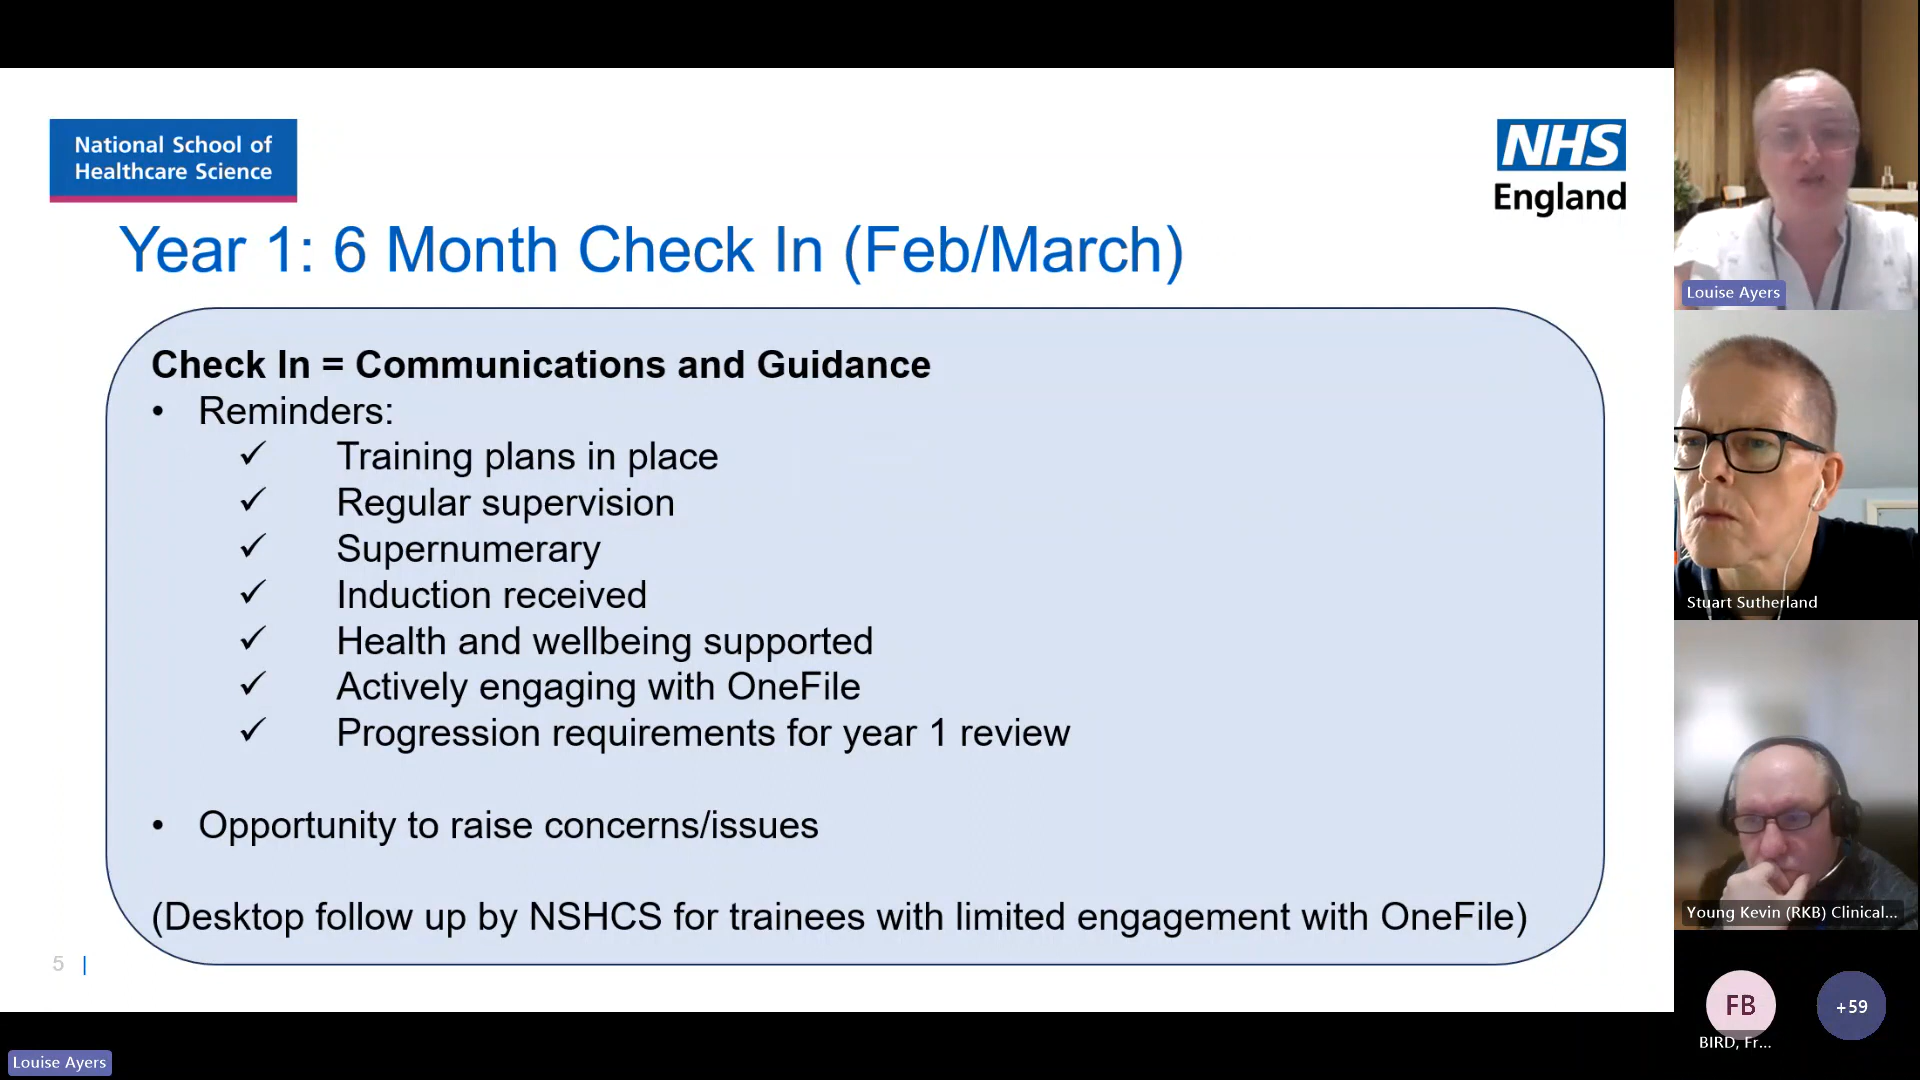 National School of
Healthcare Science
NHS
England
Year 1: 6 Month Check In (Feb/March)
Check In = Communications and Guidance
• Reminders:
✓ Training plans in place
✓ Regular supervision
✓ Supernumerary
✓ Induction received
✓ Health and wellbeing supported
✓ Actively engaging with OneFile
✓ Progression requirements for year 1 review
• Opportunity to raise concerns/issues
(Desktop follow up by NSHCS for trainees with limited engagement with OneFile)
5 |
Louise Ayers
Louise Ayers
Stuart Sutherland
Young Kevin (RKB) Clinical...
FB
BIRD, Fr...
+59